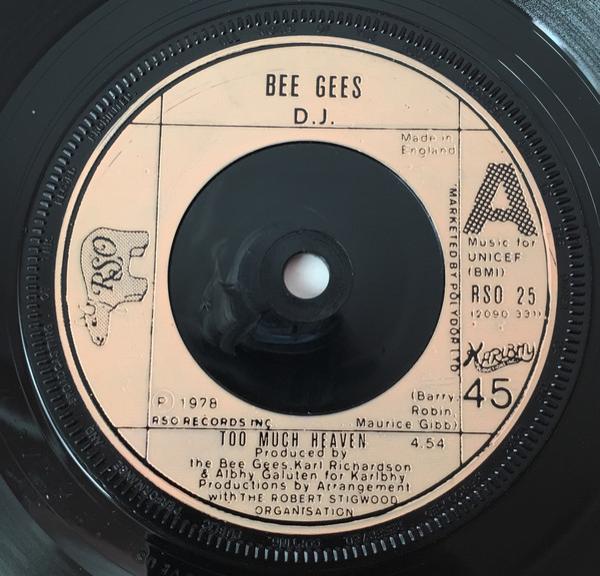 BEE GEES
D.J.
Made in
England
A
Music for
UNICEF
(BMI)
RSO 25
(2090 331)
Karlbhy
45
MARKETED BY POLYDOR LTD
RSO
P 1978
RSO RECORDS INC
(Barry,
Robin,
Maurice Gibb)
TOO MUCH HEAVEN 4.54
Produced by
the Bee Gees, Karl Richardson
& Albhy Galuten for Karlbhy
Productions by Arrangement
with THE ROBERT STIGWOOD
ORGANISATION